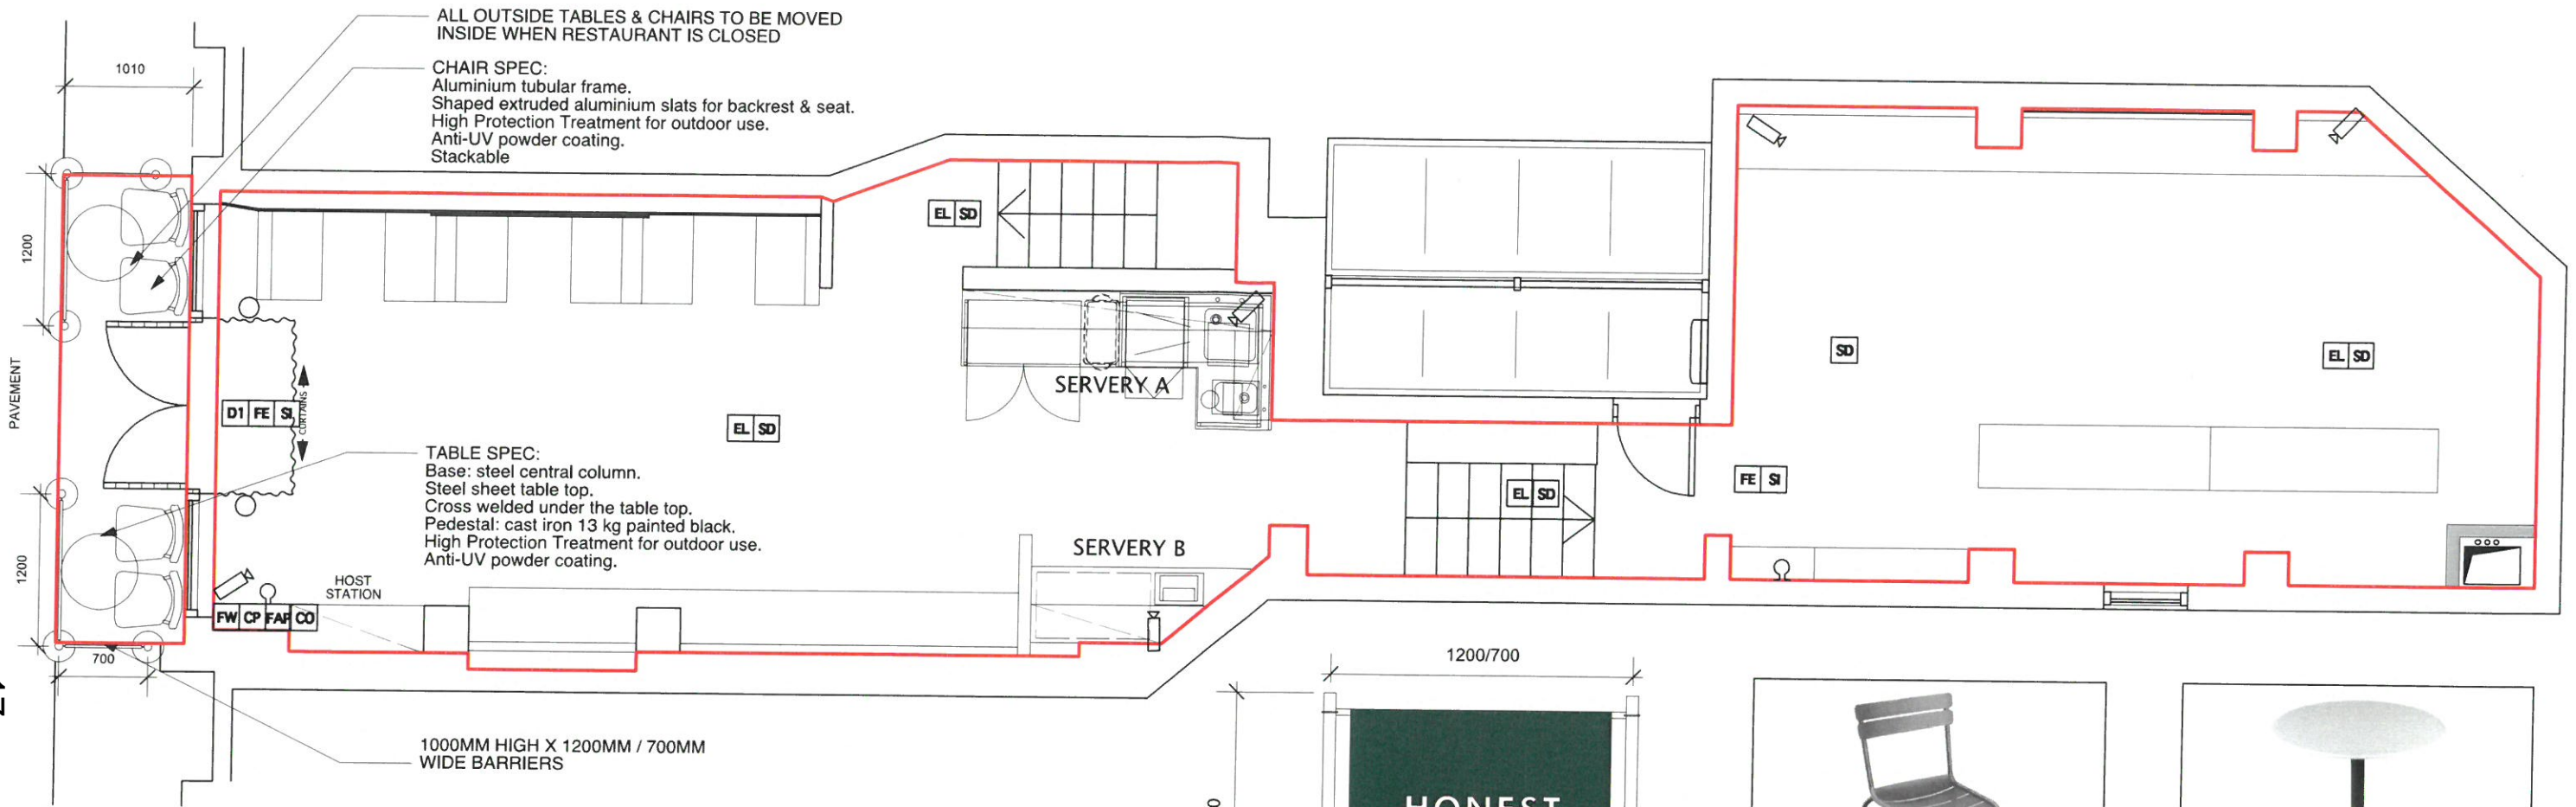 ALL OUTSIDE TABLES & CHAIRS TO BE MOVED
INSIDE WHEN RESTAURANT IS CLOSED
CHAIR SPEC:
Aluminium tubular frame.
Shaped extruded aluminium slats for backrest & seat.
High Protection Treatment for outdoor use.
Anti-UV powder coating.
Stackable
1010
1200
PAVEMENT
1200
700
EL SD
D1 FE SI
CURTAINS
EL SD
SERVERY A
TABLE SPEC:
Base: steel central column.
Steel sheet table top.
Cross welded under the table top.
Pedestal: cast iron 13 kg painted black.
High Protection Treatment for outdoor use.
Anti-UV powder coating.
SERVERY B
HOST
STATION
FW CP FAP CO
EL SD
SD
EL SD
FE SI
1000MM HIGH X 1200MM / 700MM
WIDE BARRIERS
1200/700
HONEST